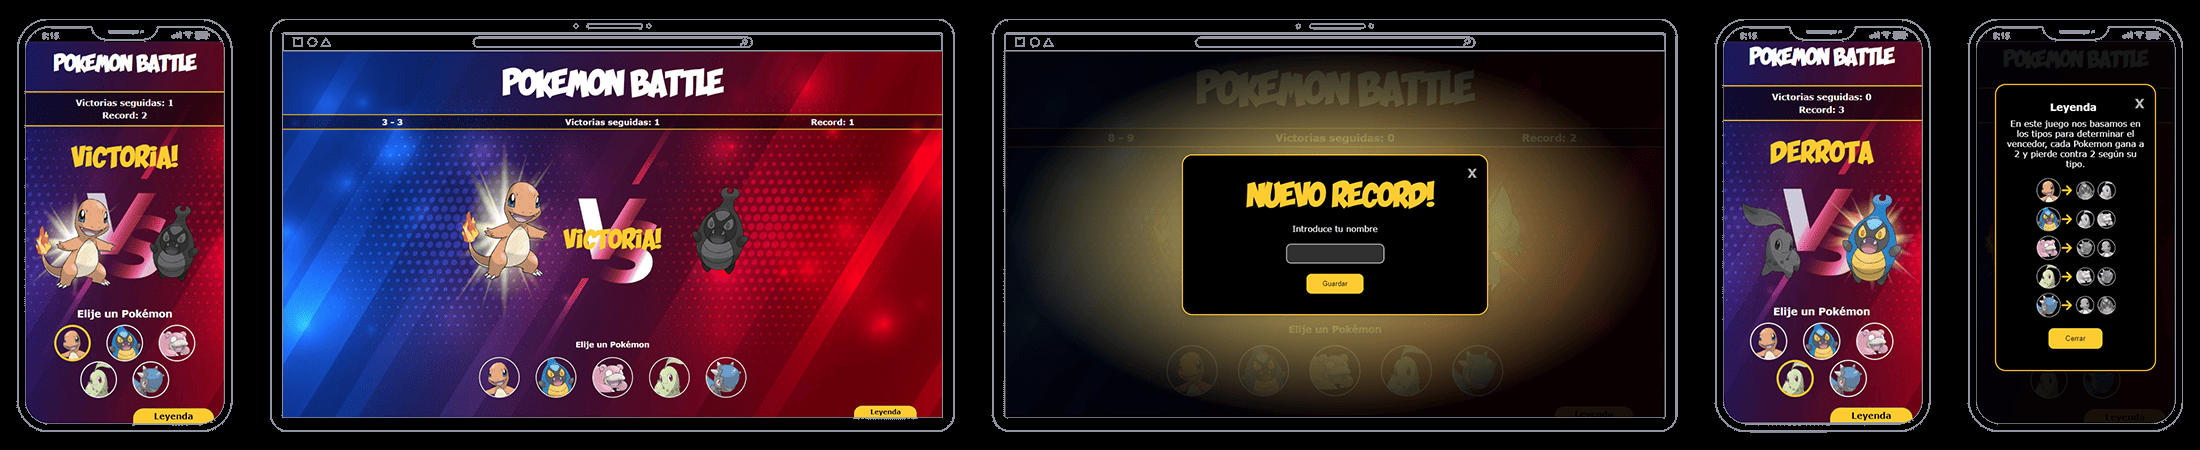 8:15
POKEMON BATTLE
Victorias seguidas: 1
Record: 2
VICTORIA!
VS
Elije un Pokémon
Leyenda
POKEMON BATTLE
3 - 3
Victorias seguidas: 1
Record: 1
VS
VICTORIA!
Elije un Pokémon
Leyenda
POKEMON BATTLE
8 - 9
Victorias seguidas: 0
Record: 2
X
NUEVO RECORD!
Introduce tu nombre
Guardar
Elije un Pokémon
Leyenda
8:15
POKEMON BATTLE
Victorias seguidas: 0
Record: 3
DERROTA
VS
Elije un Pokémon
Leyenda
8:15
POKEMON BATTLE
Leyenda
X
En este juego nos basamos en
los tipos para determinar el
vencedor, cada Pokemon gana a
2 y pierde contra 2 según su
tipo.
Cerrar
Leyenda